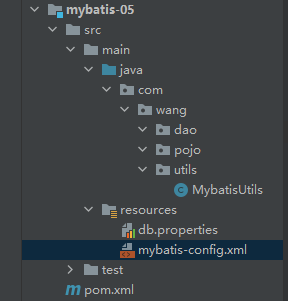 mybatis-05
src
main
java
com
wang
dao
pojo
utils
MybatisUtils
resources
db.properties
mybatis-config.xml
test
pom.xml